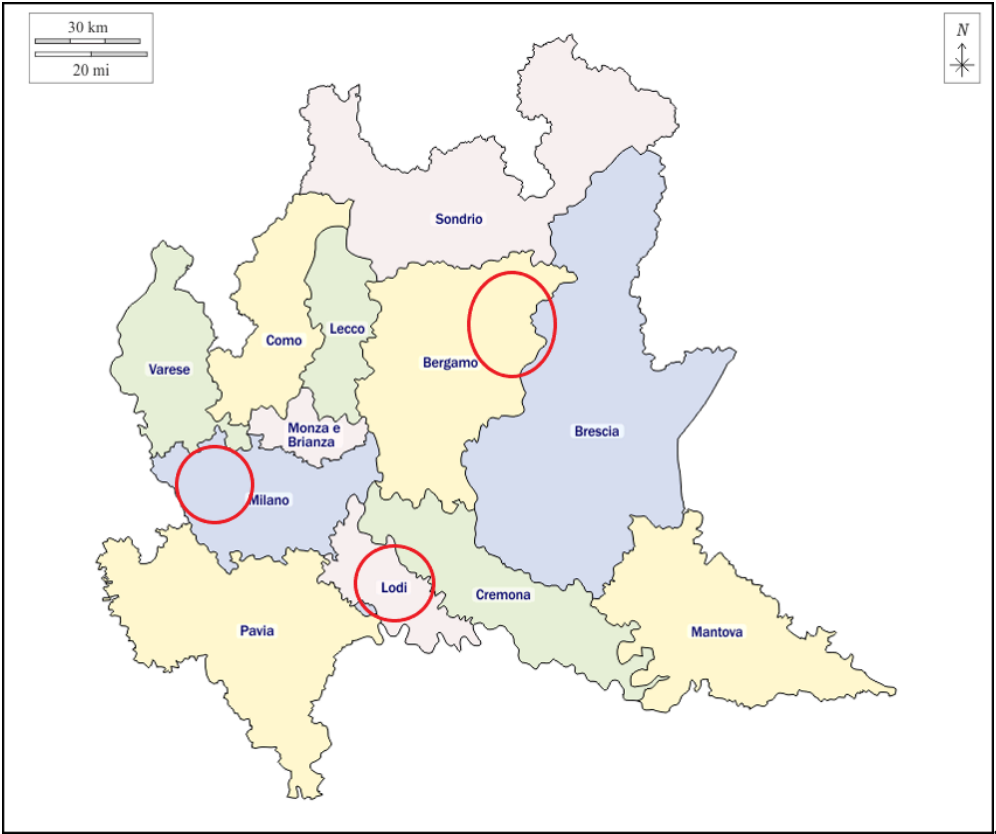 30 km
20 mi
N
Sondrio
Como
Lecco
Varese
Bergamo
Monza e
Brianza
Brescia
Milano
Lodi
Cremona
Pavia
Mantova